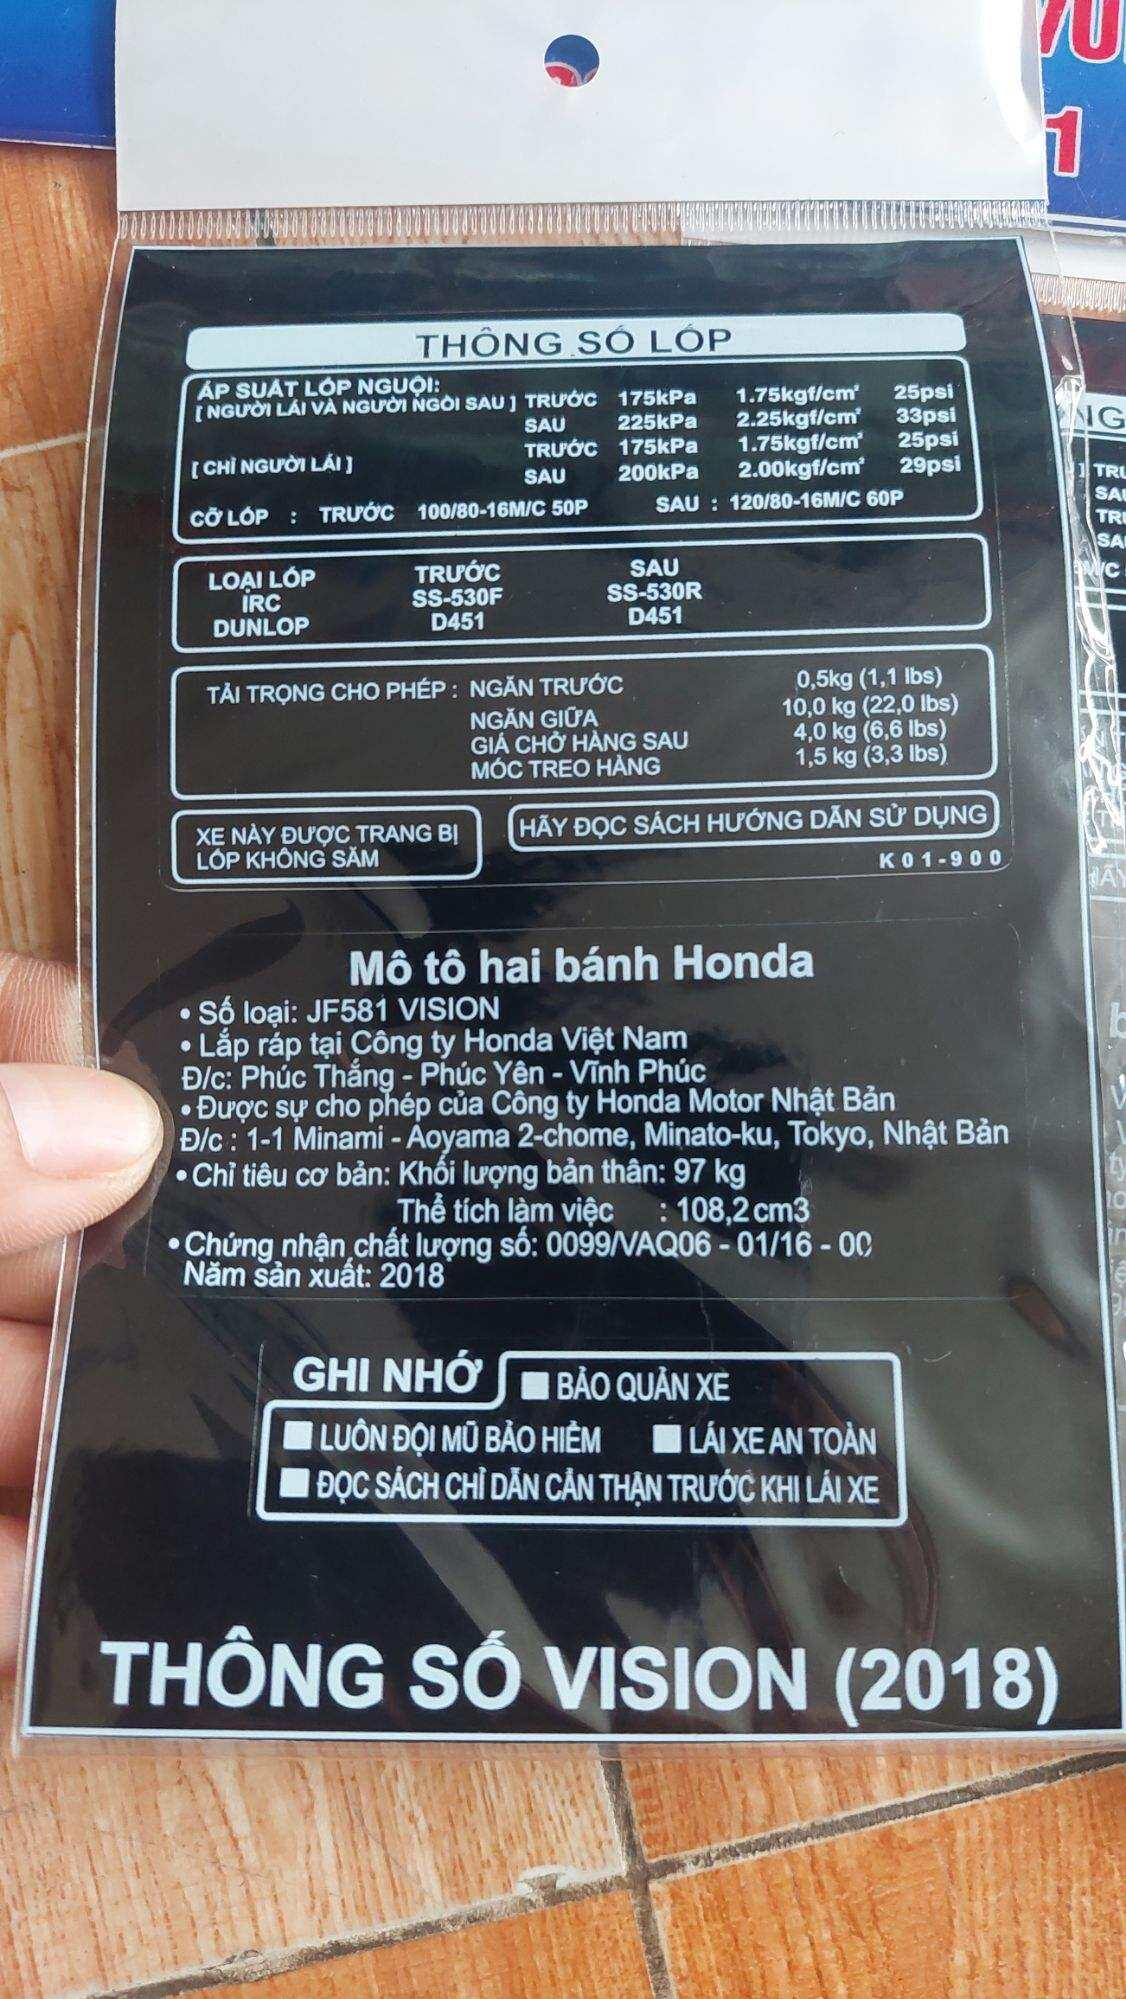 THÔNG SỐ LỐP
ÁP SUẤT LỐP NGUỘI:
[ NGƯỜI LÁI VÀ NGƯỜI NGỒI SAU ] TRƯỚC 175kPa 1.75kgf/cm² 25psi
SAU 225kPa 2.25kgf/cm² 33psi
[ CHỈ NGƯỜI LÁI ] TRƯỚC 175kPa 1.75kgf/cm² 25psi
SAU 200kPa 2.00kgf/cm² 29psi
CỠ LỐP : TRƯỚC 100/80-16M/C 50P SAU : 120/80-16M/C 60P
LOẠI LỐP TRƯỚC SAU
IRC SS-530F SS-530R
DUNLOP D451 D451
TẢI TRỌNG CHO PHÉP : NGĂN TRƯỚC 0,5kg (1,1 lbs)
NGĂN GIỮA 10,0 kg (22,0 lbs)
GIÁ CHỞ HÀNG SAU 4,0 kg (6,6 lbs)
MÓC TREO HÀNG 1,5 kg (3,3 lbs)
XE NÀY ĐƯỢC TRANG BỊ
LỐP KHÔNG SĂM
HÃY ĐỌC SÁCH HƯỚNG DẪN SỬ DỤNG
K01-900
Mô tô hai bánh Honda
• Số loại: JF581 VISION
• Lắp ráp tại Công ty Honda Việt Nam
Đ/c: Phúc Thắng - Phúc Yên - Vĩnh Phúc
• Được sự cho phép của Công ty Honda Motor Nhật Bản
Đ/c : 1-1 Minami - Aoyama 2-chome, Minato-ku, Tokyo, Nhật Bản
• Chỉ tiêu cơ bản: Khối lượng bản thân: 97 kg
Thể tích làm việc : 108,2 cm3
• Chứng nhận chất lượng số: 0099/VAQ06 - 01/16 - 00
Năm sản xuất: 2018
GHI NHỚ
■ BẢO QUẢN XE
■ LUÔN ĐỘI MŨ BẢO HIỂM ■ LÁI XE AN TOÀN
■ ĐỌC SÁCH CHỈ DẪN CẨN THẬN TRƯỚC KHI LÁI XE
THÔNG SỐ VISION (2018)